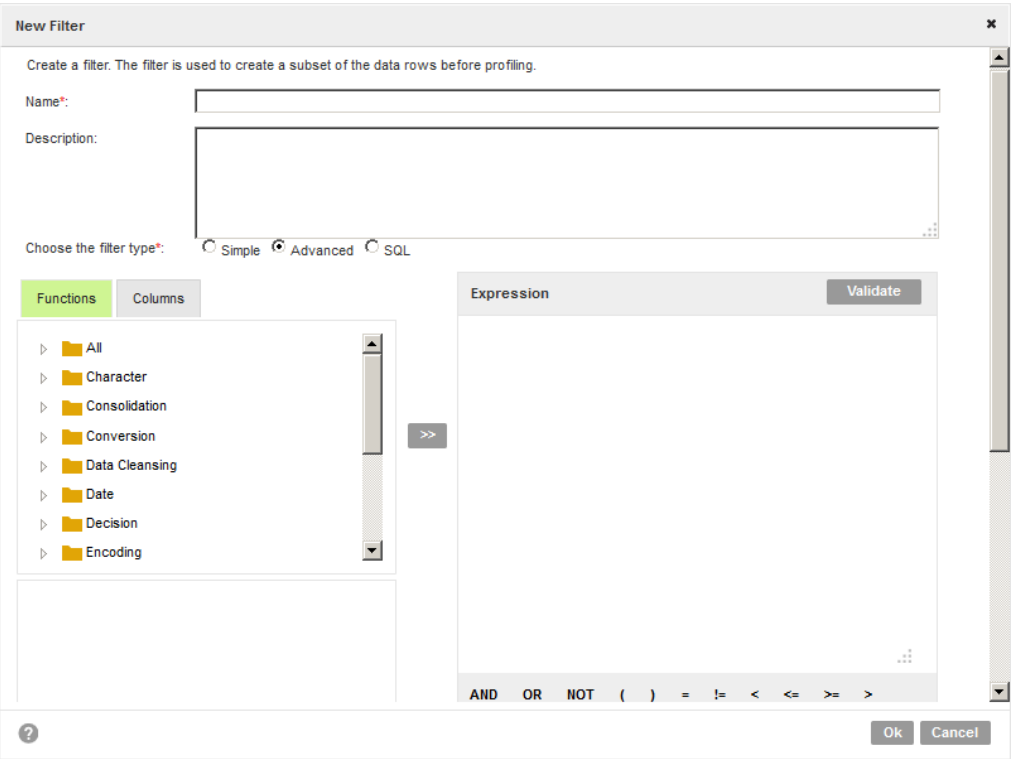 New Filter
Create a filter. The filter is used to create a subset of the data rows before profiling.
Name*:
Description:
Choose the filter type*: Simple Advanced SQL
Functions Columns
All
Character
Consolidation
Conversion
Data Cleansing
Date
Decision
Encoding
>>
Expression Validate
AND OR NOT ( ) = != < <= >= >
? Ok Cancel